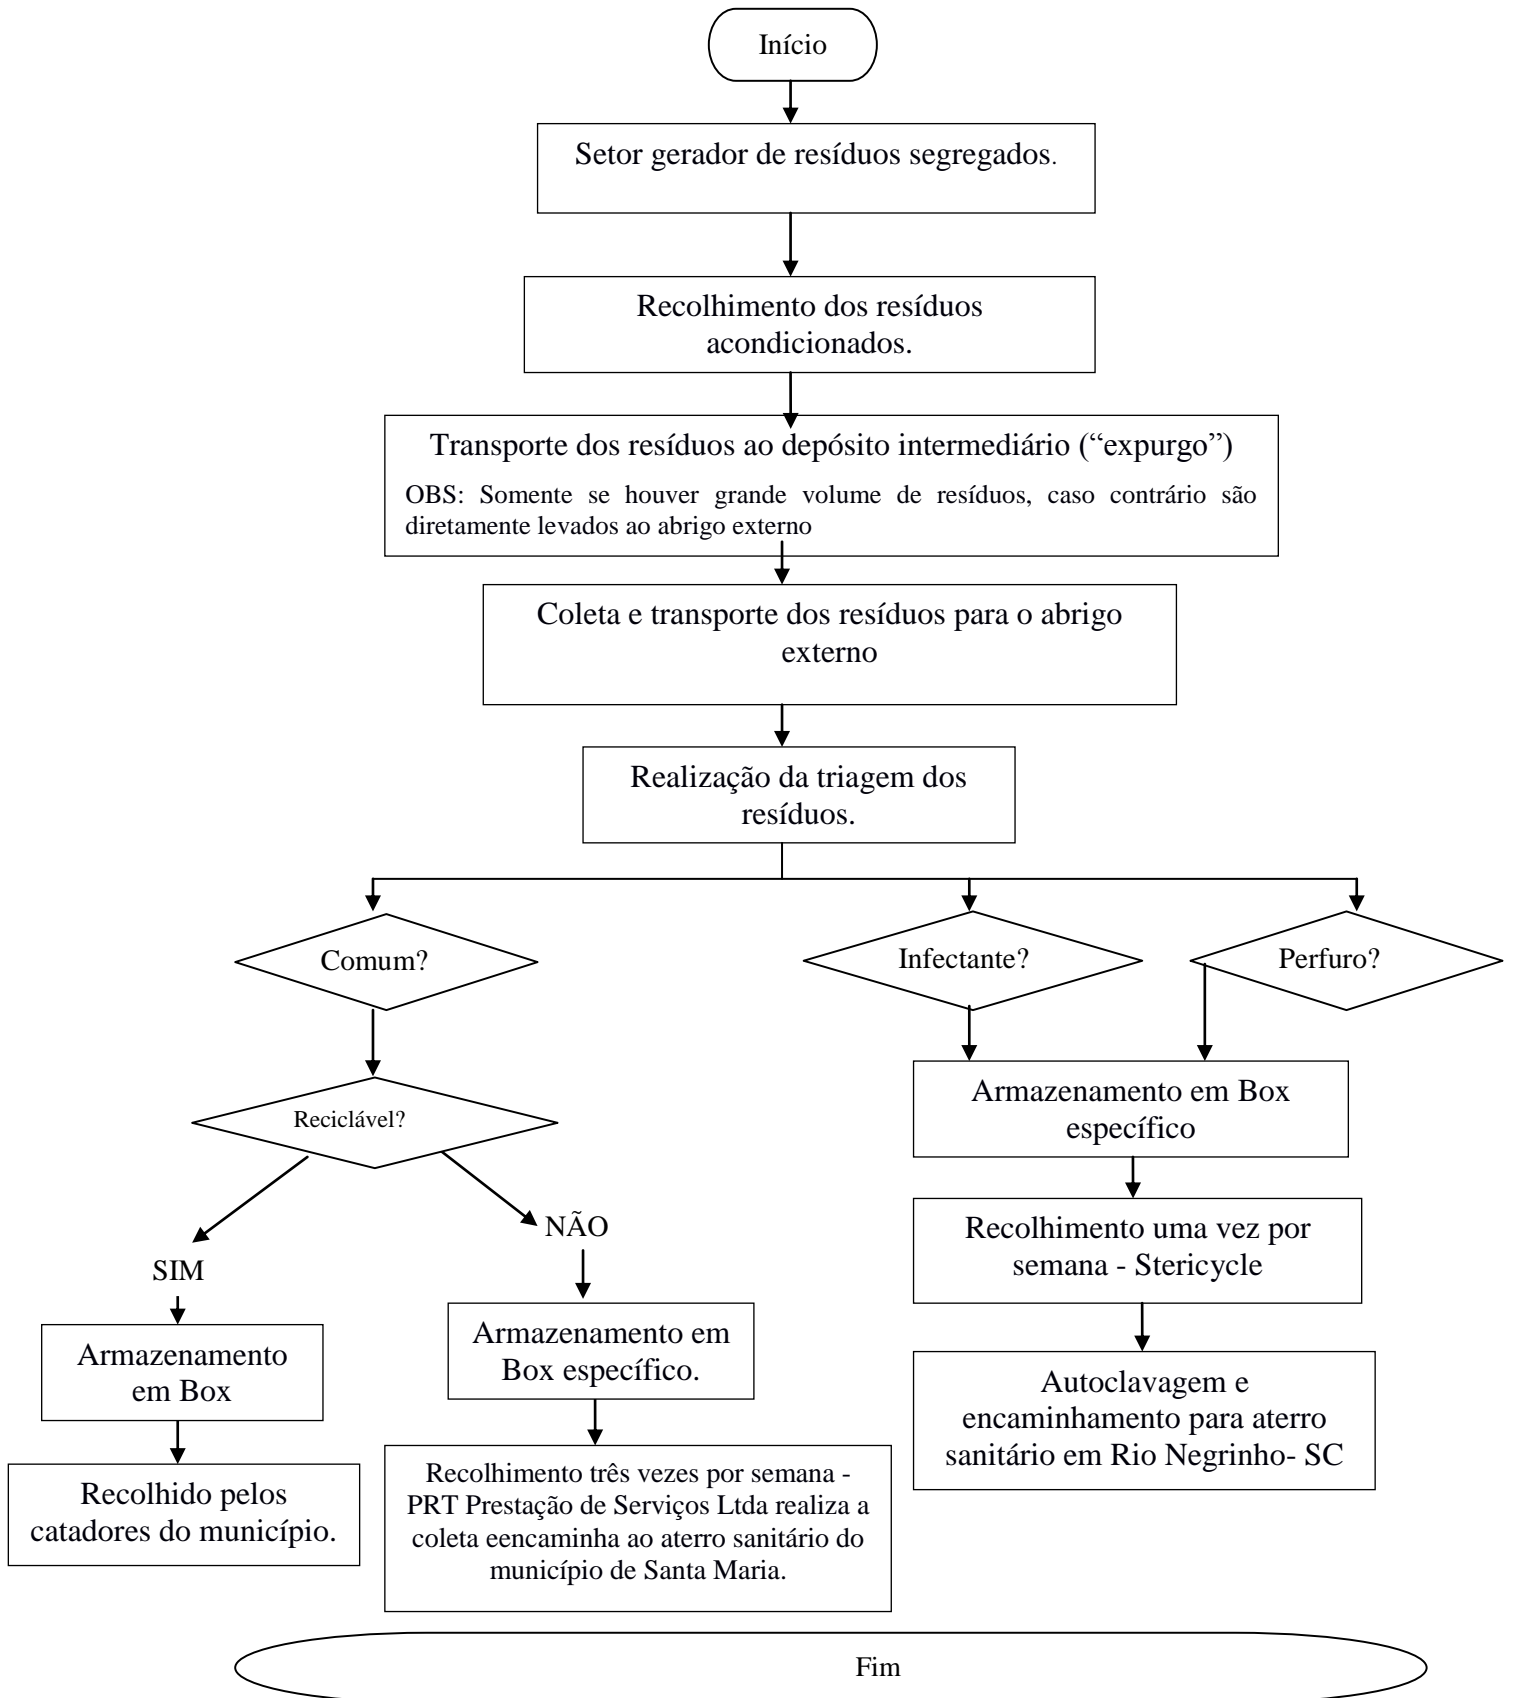 Início
Setor gerador de resíduos segregados.
Recolhimento dos resíduos
acondicionados.
Transporte dos resíduos ao depósito intermediário (“expurgo”)
OBS: Somente se houver grande volume de resíduos, caso contrário são
diretamente levados ao abrigo externo
Coleta e transporte dos resíduos para o abrigo
externo
Realização da triagem dos
resíduos.
Comum?
Infectante?
Perfuro?
Reciclável?
SIM
NÃO
Armazenamento
em Box
Recolhido pelos
catadores do município.
Armazenamento em
Box específico.
Recolhimento três vezes por semana -
PRT Prestação de Serviços Ltda realiza a
coleta eencaminha ao aterro sanitário do
município de Santa Maria.
Armazenamento em Box
específico
Recolhimento uma vez por
semana - Stericycle
Autoclavagem e
encaminhamento para aterro
sanitário em Rio Negrinho- SC
Fim